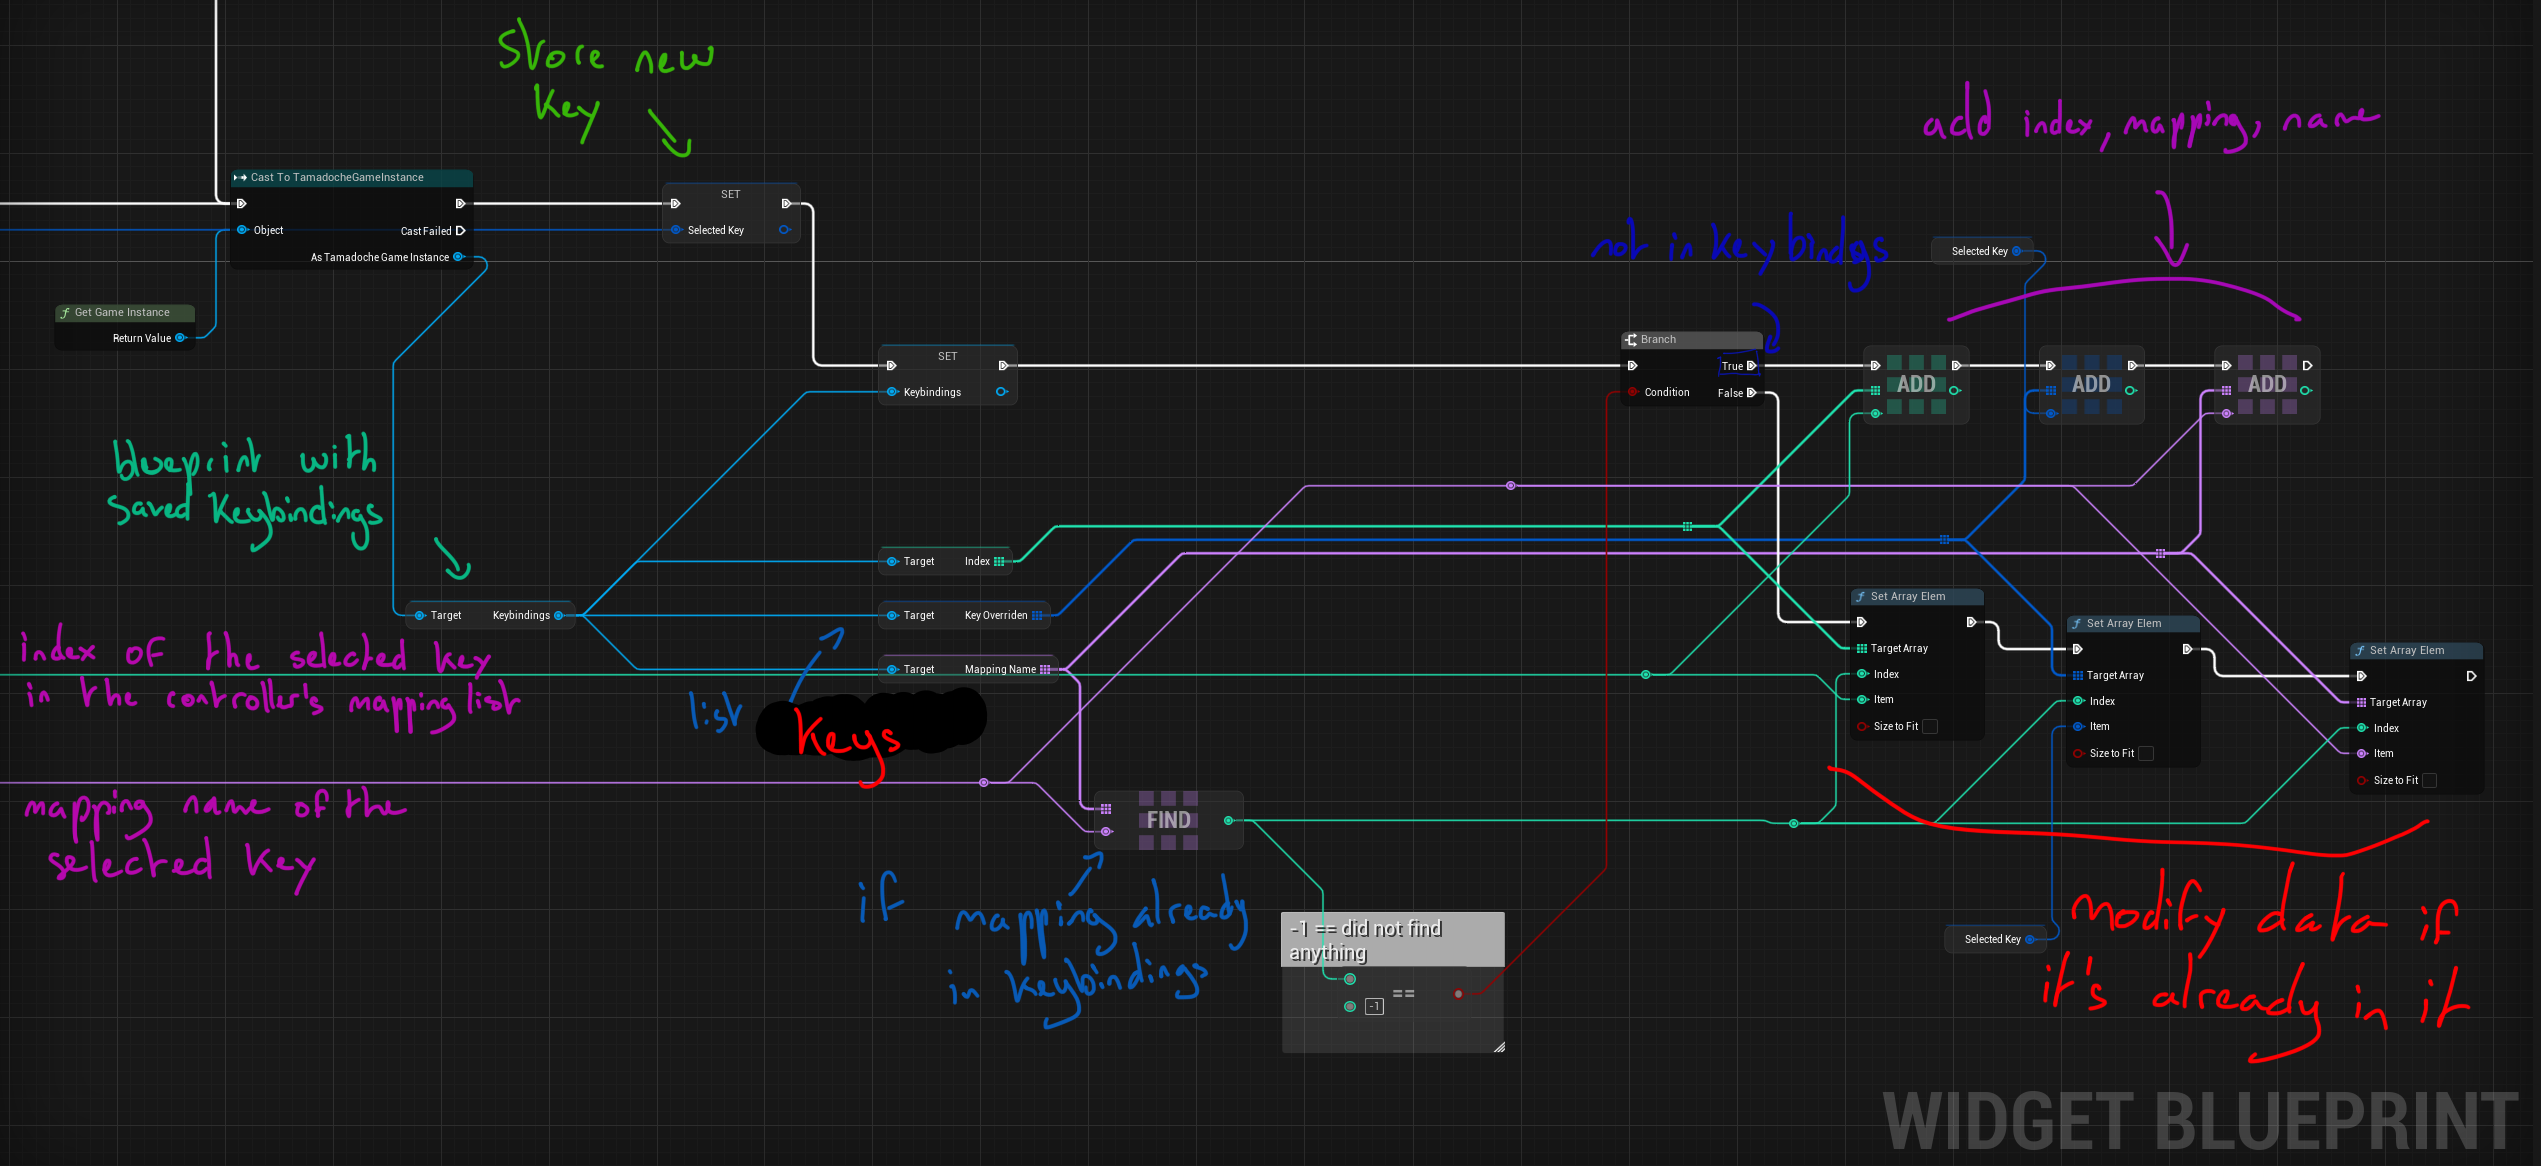 Store new
Key
add index, mapping, name
Cast To TamadocheGameInstance
SET
not in keybindgs
Object
Cast Failed
Selected Key
Selected Key
As Tamadoche Game Instance
Get Game Instance
Return Value
SET
Branch
Keybindings
True
Condition
False
ADD
ADD
ADD
blueprint with
saved Keybindings
Target
Index
Target
Keybindings
Target
Key Overriden
Target
Mapping Name
index of the selected key
in the controller's mapping list
list
Keys
mapping name of the
selected Key
Set Array Elem
Target Array
Index
Item
Size to Fit
Set Array Elem
Target Array
Index
Item
Size to Fit
Set Array Elem
Target Array
Index
Item
Size to Fit
FIND
if mapping already
in keybindings
-1 == did not find
anything
==
-1
Selected Key
Modify data if
it's already in it
WIDGET BLUEPRINT